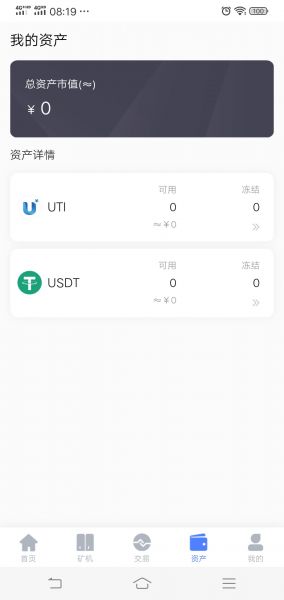 4G 4G 08:19 ••• 100
我的资产
总资产市值(≈)
¥ 0
资产详情
可用 冻结
UTI 0 0
≈¥0
可用 冻结
USDT 0 0
≈¥0
首页 矿机 交易 资产 我的